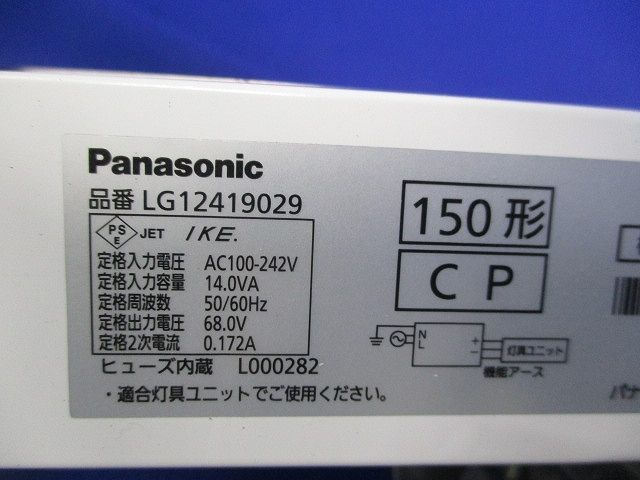 Panasonic
品番 LG12419029
PS
E
JET IKE.
定格入力電圧 AC100-242V
定格入力容量 14.0VA
定格周波数 50/60Hz
定格出力電圧 68.0V
定格2次電流 0.172A
ヒューズ内蔵 L000282
・適合灯具ユニットでご使用ください。
150形
CP
N
L
+
−
灯具ユニット
機能アース
パナ